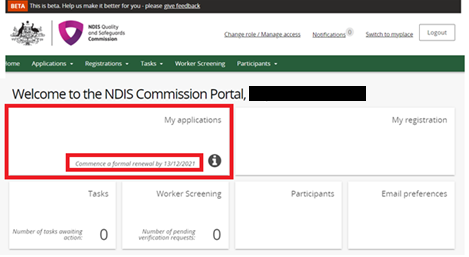 BETA This is beta. Help us make it better for you - please give feedback
NDIS Quality
and Safeguards
Commission
Change role / Manage access Notifications 0 Switch to myplace Logout
Home Applications Registrations Tasks Worker Screening Participants
Welcome to the NDIS Commission Portal,
My applications My registration
Commence a formal renewal by 13/12/2021
Tasks Worker Screening Participants Email preferences
Number of tasks awaiting action: 0
Number of pending verification requests: 0